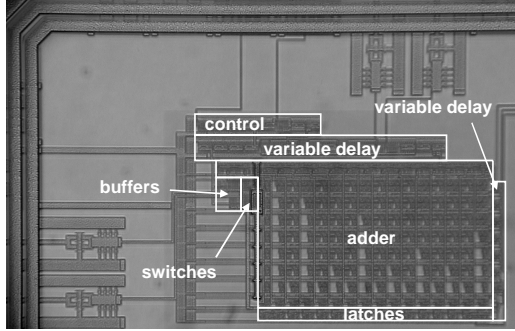 variable delay
control
variable delay
buffers
adder
switches
latches